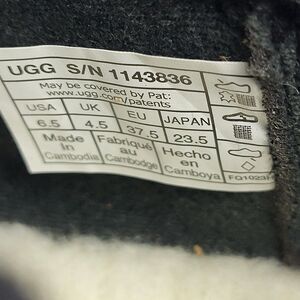 UGG S/N 1143836
May be covered by Pat:
www.ugg.com/patents
USA UK EU JAPAN
6.5 4.5 37.5 23.5
Made in Cambodia Fabriqué au Cambodge Hecho en Camboya